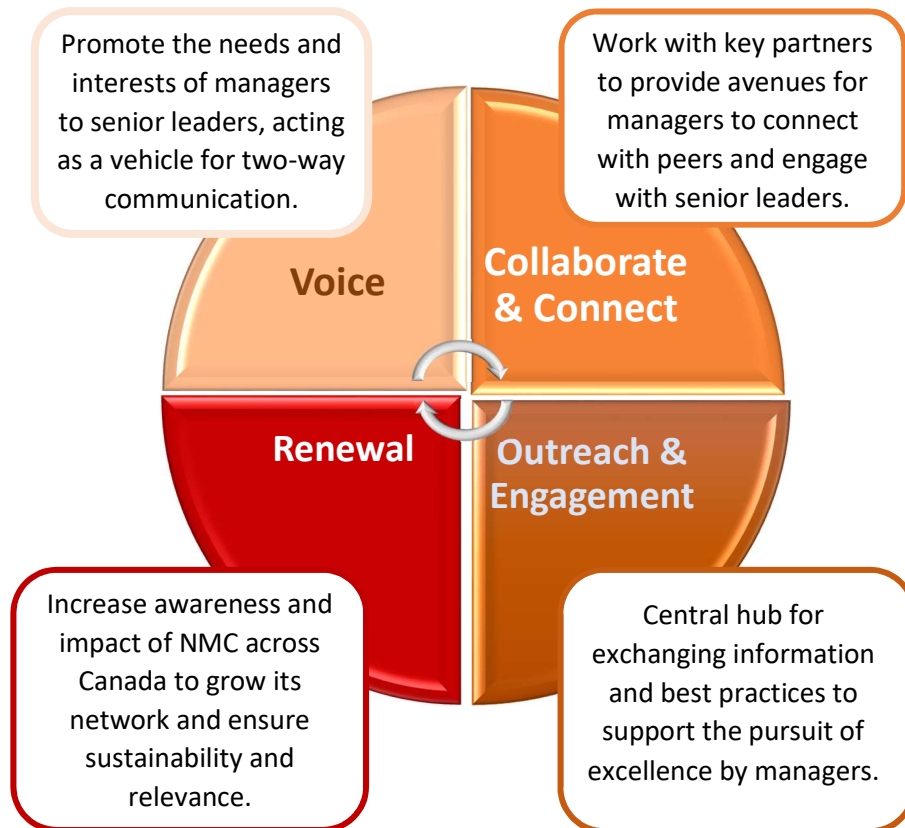 Promote the needs and
interests of managers
to senior leaders, acting
as a vehicle for two-way
communication.
Work with key partners
to provide avenues for
managers to connect
with peers and engage
with senior leaders.
Voice
Collaborate
& Connect
Renewal
Outreach &
Engagement
Increase awareness and
impact of NMC across
Canada to grow its
network and ensure
sustainability and
relevance.
Central hub for
exchanging information
and best practices to
support the pursuit of
excellence by managers.